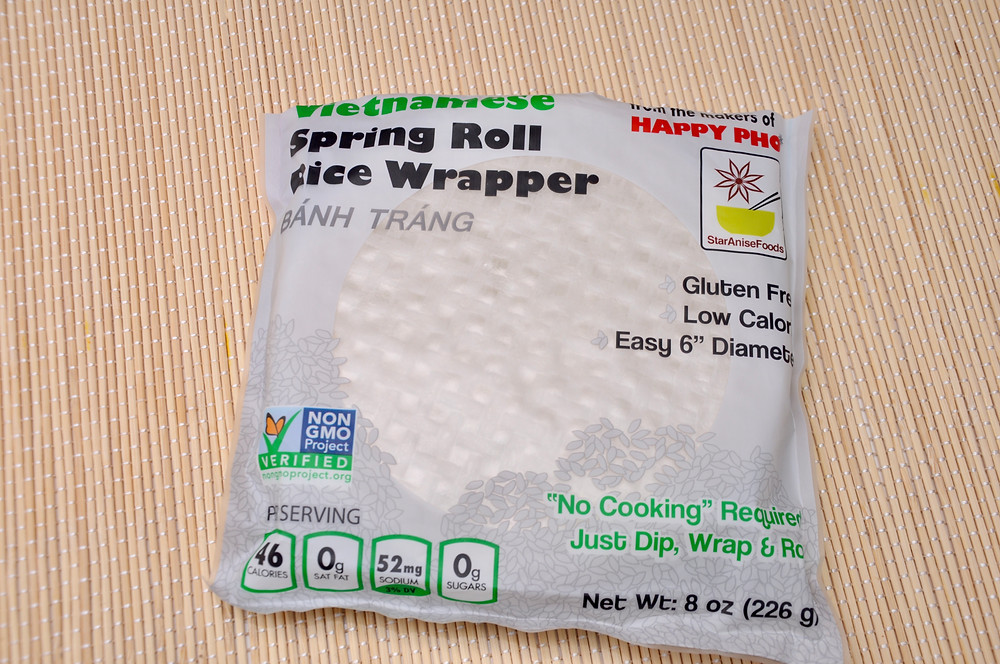 Vietnamese
Spring Roll
Rice Wrapper
BÁNH TRÁNG
from the makers of
HAPPY PHO
StarAniseFoods
Gluten Fre
Low Calor
Easy 6” Diamete
NON
GMO
Project
VERIFIED
nongmoproject.org
“No Cooking” Required
Just Dip, Wrap & Ro
SERVING
46
CALORIES
0g
SAT FAT
52mg
SODIUM
2% DV
0g
SUGARS
Net Wt: 8 oz (226 g)